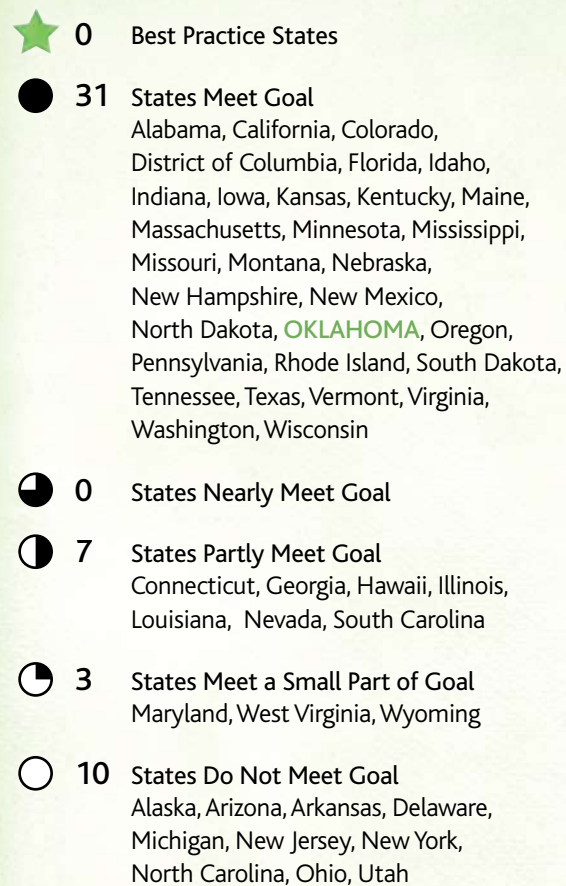 0 Best Practice States
31 States Meet Goal
Alabama, California, Colorado,
District of Columbia, Florida, Idaho,
Indiana, Iowa, Kansas, Kentucky, Maine,
Massachusetts, Minnesota, Mississippi,
Missouri, Montana, Nebraska,
New Hampshire, New Mexico,
North Dakota, OKLAHOMA, Oregon,
Pennsylvania, Rhode Island, South Dakota,
Tennessee, Texas, Vermont, Virginia,
Washington, Wisconsin
0 States Nearly Meet Goal
7 States Partly Meet Goal
Connecticut, Georgia, Hawaii, Illinois,
Louisiana, Nevada, South Carolina
3 States Meet a Small Part of Goal
Maryland, West Virginia, Wyoming
10 States Do Not Meet Goal
Alaska, Arizona, Arkansas, Delaware,
Michigan, New Jersey, New York,
North Carolina, Ohio, Utah